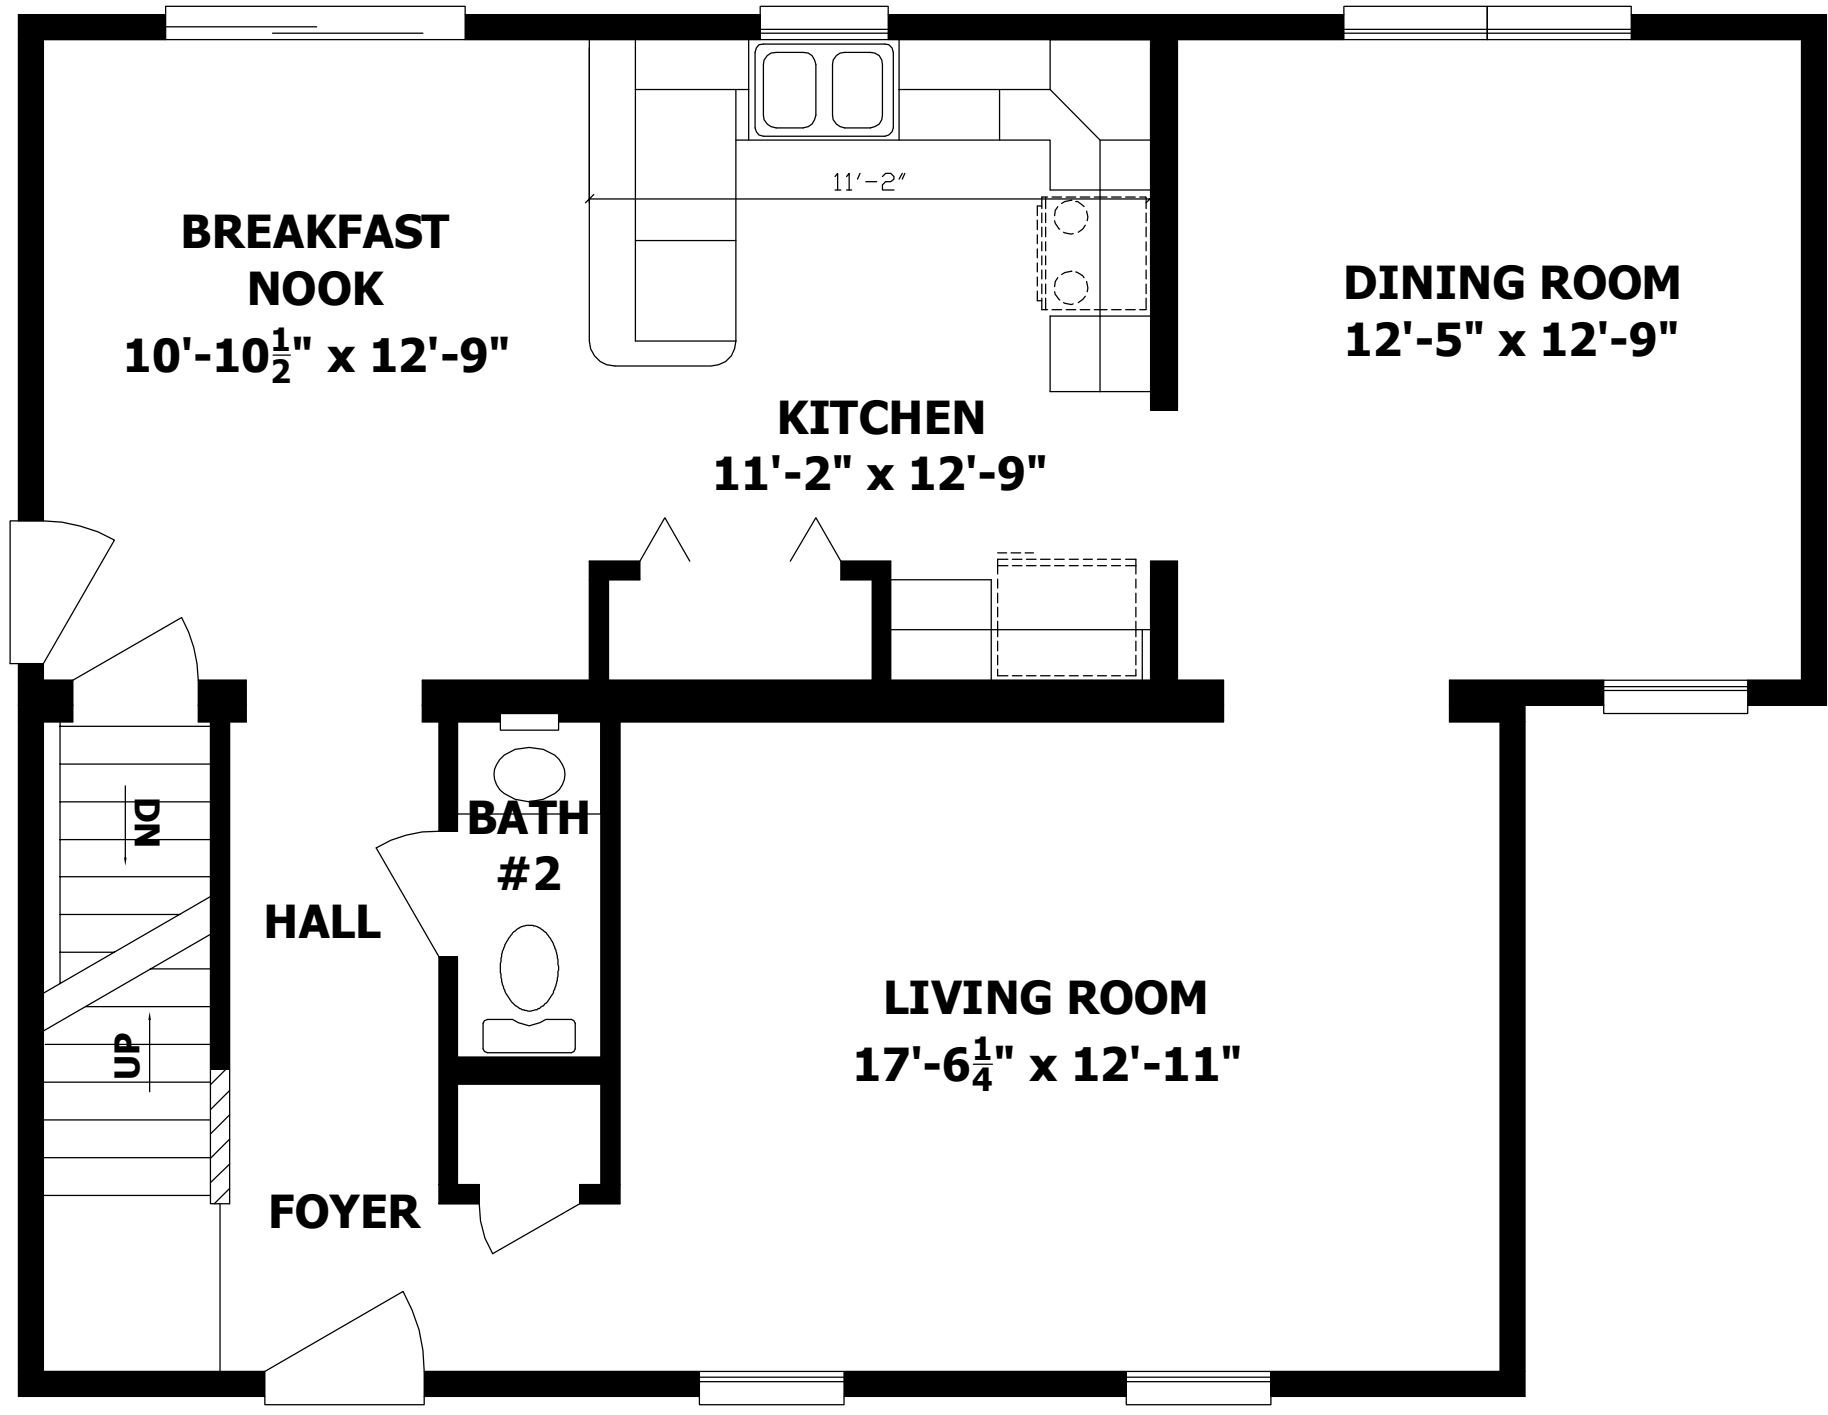 11'-2"
BREAKFAST
NOOK
10'-10½" x 12'-9"
DINING ROOM
12'-5" x 12'-9"
KITCHEN
11'-2" x 12'-9"
DN
BATH
#2
HALL
UP
LIVING ROOM
17'-6¼" x 12'-11"
FOYER